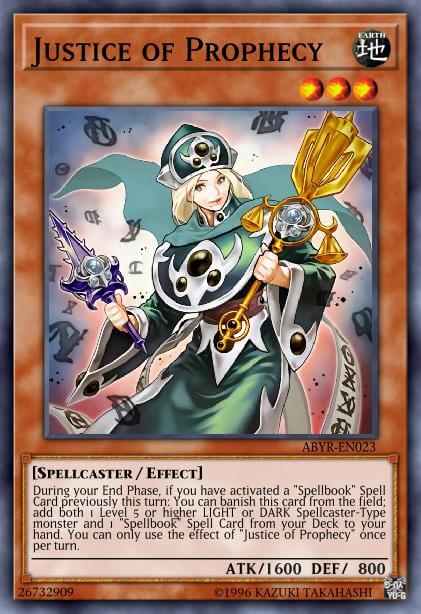 JUSTICE OF PROPHECY
EARTH
地
ABYR-EN023
[SPELLCASTER / EFFECT]
During your End Phase, if you have activated a "Spellbook" Spell
Card previously this turn: You can banish this card from the field;
add both 1 Level 5 or higher LIGHT or DARK Spellcaster-Type
monster and 1 "Spellbook" Spell Card from your Deck to your
hand. You can only use the effect of "Justice of Prophecy" once
per turn.
ATK/1600 DEF/ 800
26732909
©1996 KAZUKI TAKAHASHI